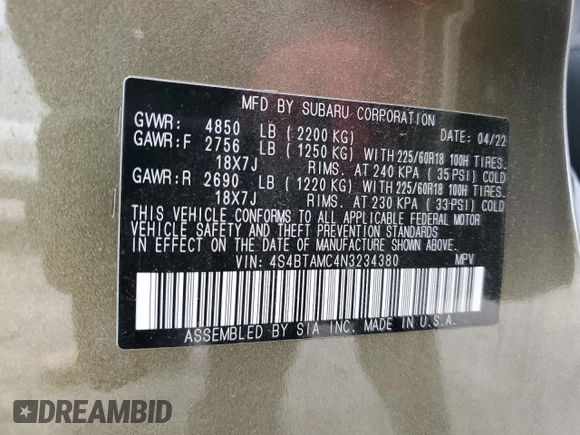 MFD BY SUBARU CORPORATION
GVWR: 4850 LB (2200 KG) DATE: 04/22
GAWR:F 2756 LB (1250 KG) WITH 225/60R18 100H TIRES,
18X7J RIMS, AT 240 KPA (35 PSI) COLD
GAWR:R 2690 LB (1220 KG) WITH 225/60R18 100H TIRES,
18X7J RIMS, AT 230 KPA (33 PSI) COLD
THIS VEHICLE CONFORMS TO ALL APPLICABLE FEDERAL MOTOR
VEHICLE SAFETY AND THEFT PREVENTION STANDARDS
IN EFFECT ON THE DATE OF MANUFACTURE SHOWN ABOVE.
VIN: 4S4BTAMC4N3234380 MPV
ASSEMBLED BY SIA INC. MADE IN U.S.A.
DREAMBID